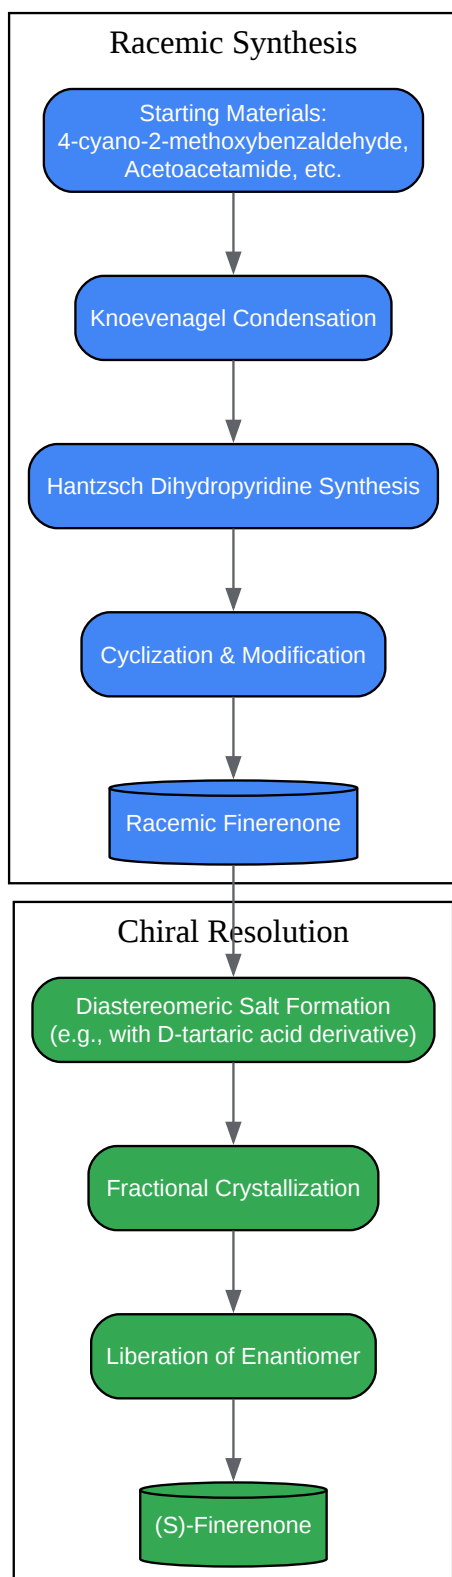 Racemic Synthesis
Starting Materials:
4-cyano-2-methoxybenzaldehyde,
Acetoacetamide, etc.
Knoevenagel Condensation
Hantzsch Dihydropyridine Synthesis
Cyclization & Modification
Racemic Finerenone
Chiral Resolution
Diastereomeric Salt Formation
(e.g., with D-tartaric acid derivative)
Fractional Crystallization
Liberation of Enantiomer
(S)-Finerenone